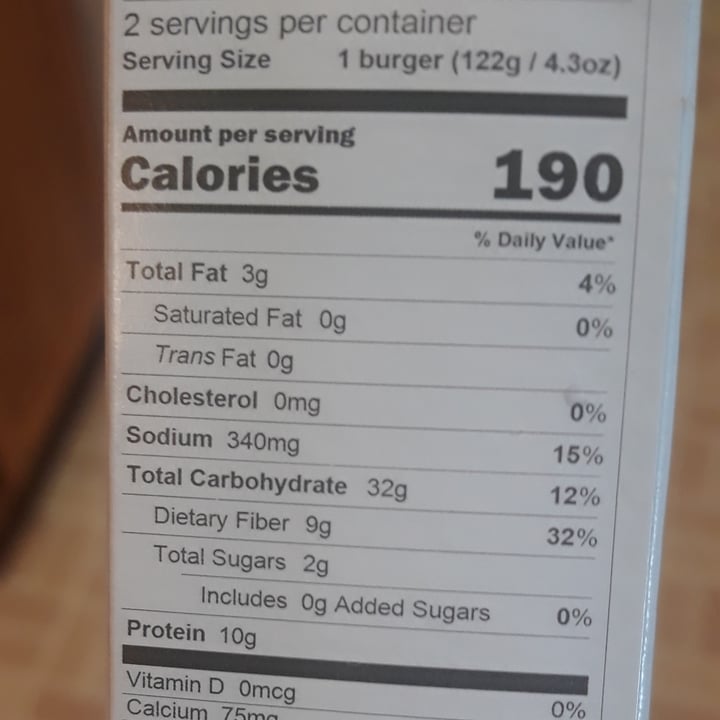 2 servings per container
Serving Size 1 burger (122g / 4.3oz)
Amount per serving
Calories 190
% Daily Value*
Total Fat 3g 4%
Saturated Fat 0g 0%
Trans Fat 0g
Cholesterol 0mg 0%
Sodium 340mg 15%
Total Carbohydrate 32g 12%
Dietary Fiber 9g 32%
Total Sugars 2g
Includes 0g Added Sugars 0%
Protein 10g
Vitamin D 0mcg 0%
Calcium 75mg